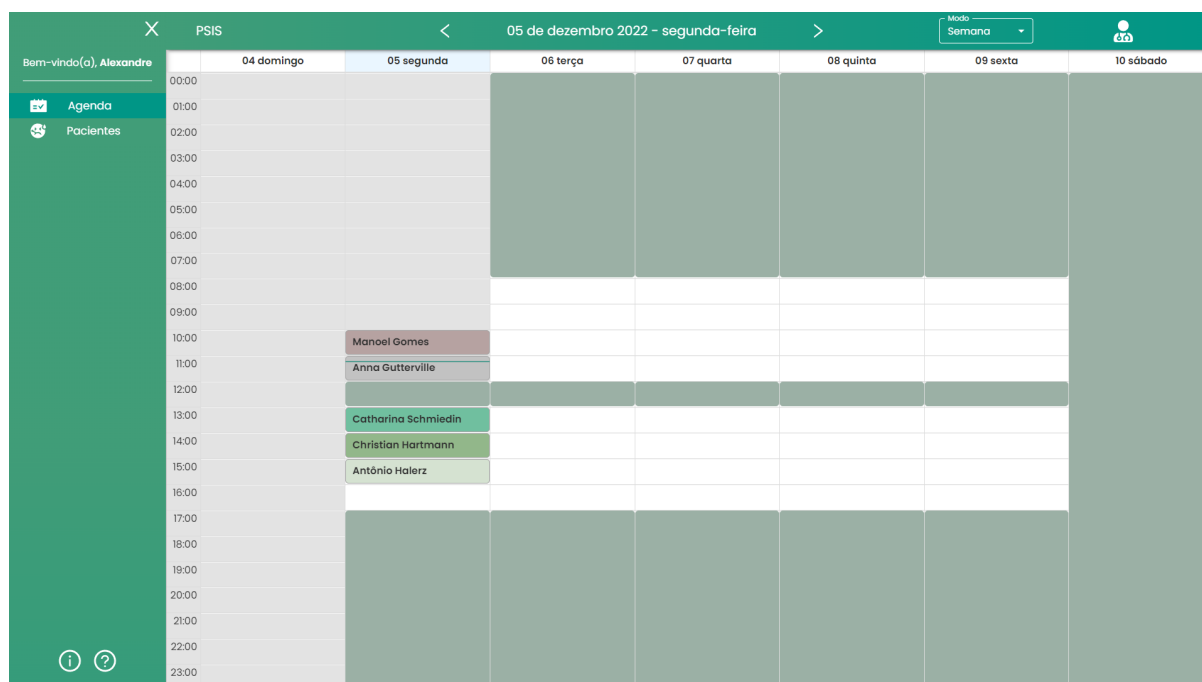 X PSIS < 05 de dezembro 2022 - segunda-feira > Modo
Semana
Bem-vindo(a), Alexandre
04 domingo 05 segunda 06 terça 07 quarta 08 quinta 09 sexta 10 sábado
Agenda
Pacientes
00:00
01:00
02:00
03:00
04:00
05:00
06:00
07:00
08:00
09:00
10:00 Manoel Gomes
11:00 Anna Gutterville
12:00
13:00 Catharina Schmiedin
14:00 Christian Hartmann
15:00 Antônio Halerz
16:00
17:00
18:00
19:00
20:00
21:00
22:00
23:00